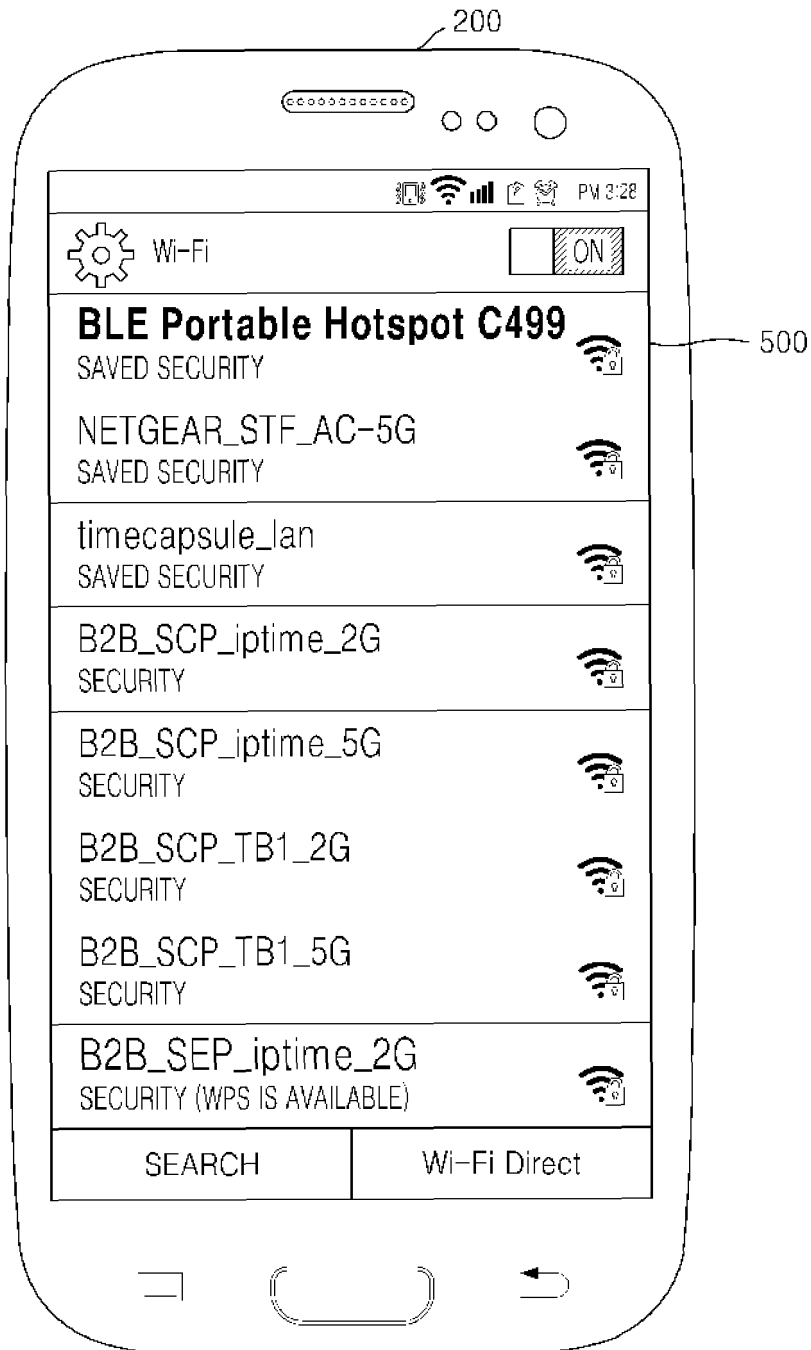 200
PM 3:28
Wi-Fi
ON
BLE Portable Hotspot C499
SAVED SECURITY
500
NETGEAR_STF_AC-5G
SAVED SECURITY
timecapsule_lan
SAVED SECURITY
B2B_SCP_iptime_2G
SECURITY
B2B_SCP_iptime_5G
SECURITY
B2B_SCP_TB1_2G
SECURITY
B2B_SCP_TB1_5G
SECURITY
B2B_SEP_iptime_2G
SECURITY (WPS IS AVAILABLE)
SEARCH
Wi-Fi Direct